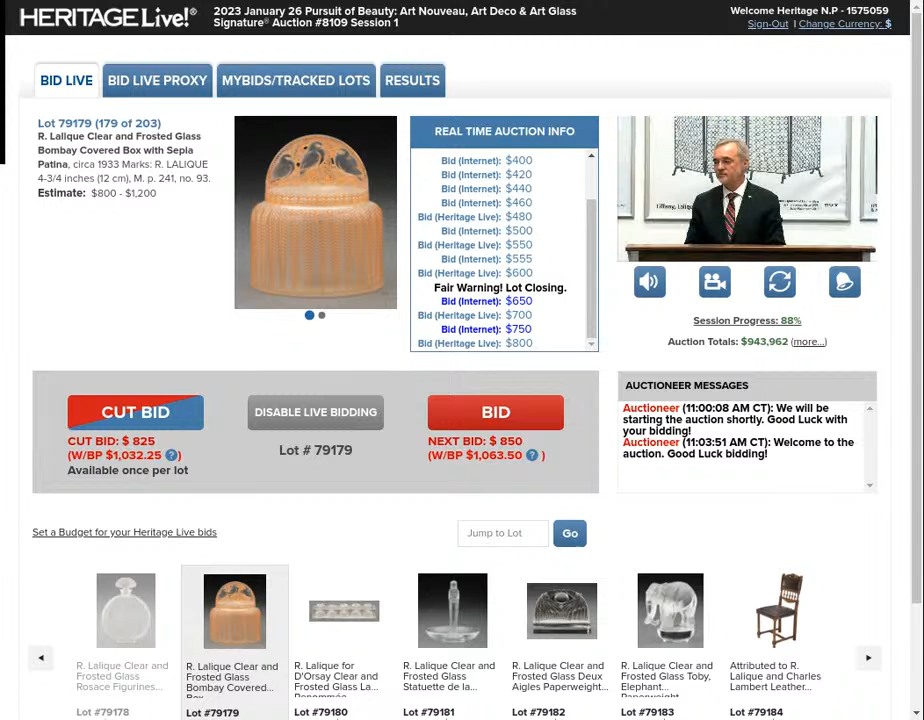 HERITAGE Live!®
2023 January 26 Pursuit of Beauty: Art Nouveau, Art Deco & Art Glass
Signature® Auction #8109 Session 1
Welcome Heritage N.P - 1575059
Sign-Out | Change Currency: $
BID LIVE
BID LIVE PROXY
MYBIDS/TRACKED LOTS
RESULTS
Lot 79179 (179 of 203)
R. Lalique Clear and Frosted Glass
Bombay Covered Box with Sepia
Patina, circa 1933 Marks: R. LALIQUE
4-3/4 inches (12 cm), M. p. 241, no. 93.
Estimate: $800 - $1,200
REAL TIME AUCTION INFO
Bid (Internet): $400
Bid (Internet): $420
Bid (Internet): $440
Bid (Internet): $460
Bid (Heritage Live): $480
Bid (Internet): $500
Bid (Heritage Live): $550
Bid (Internet): $555
Bid (Heritage Live): $600
Fair Warning! Lot Closing.
Bid (Internet): $650
Bid (Heritage Live): $700
Bid (Internet): $750
Bid (Heritage Live): $800
Session Progress: 88%
Auction Totals: $943,962 (more...)
CUT BID
CUT BID: $ 825
(W/BP $1,032.25 ?)
Available once per lot
DISABLE LIVE BIDDING
Lot # 79179
BID
NEXT BID: $ 850
(W/BP $1,063.50 ? )
AUCTIONEER MESSAGES
Auctioneer (11:00:08 AM CT): We will be
starting the auction shortly. Good Luck with
your bidding!
Auctioneer (11:03:51 AM CT): Welcome to the
auction. Good Luck bidding!
Set a Budget for your Heritage Live bids
Jump to Lot
Go
R. Lalique Clear and
Frosted Glass
Rosace Figurines...
Lot #79178
R. Lalique Clear and
Frosted Glass
Bombay Covered...
Box
Lot #79179
R. Lalique for
D'Orsay Clear and
Frosted Glass La...
Renommée
Lot #79180
R. Lalique Clear and
Frosted Glass
Statuette de la...
Lot #79181
R. Lalique Clear and
Frosted Glass Deux
Aigles Paperweight...
Lot #79182
R. Lalique Clear and
Frosted Glass Toby,
Elephant...
Paperweight
Lot #79183
Attributed to R.
Lalique and Charles
Lambert Leather...
Lot #79184